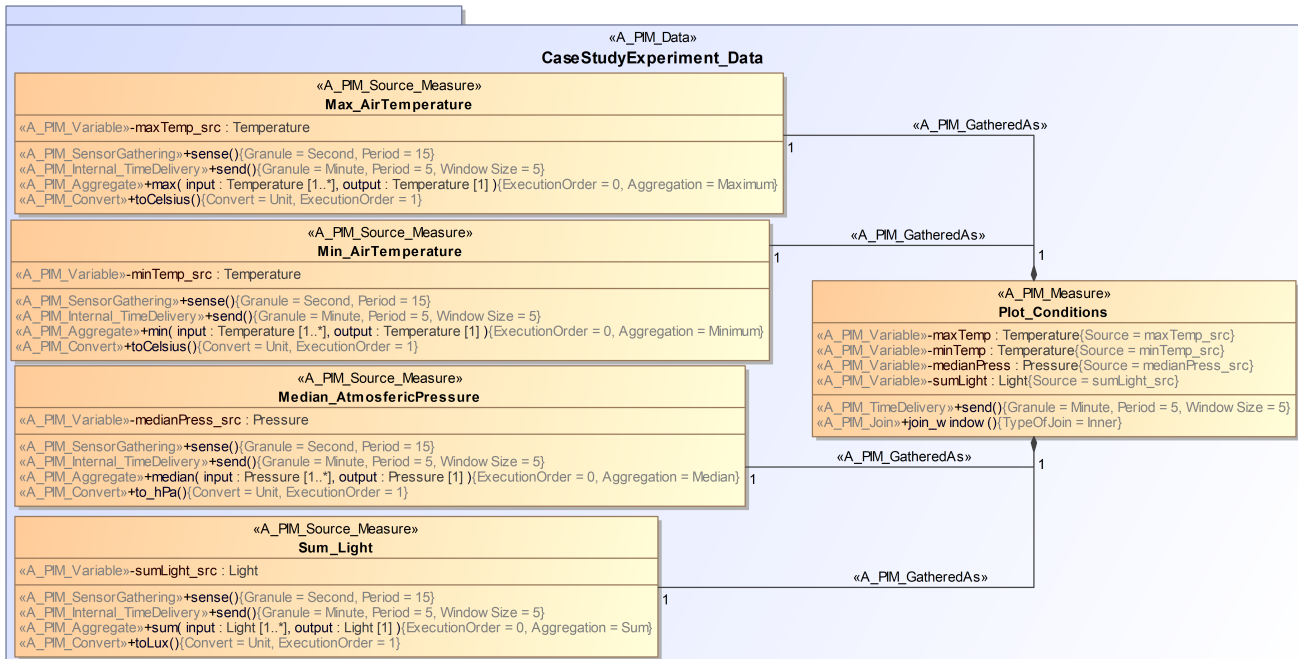 «A_PIM_Data»
CaseStudyExperiment_Data
«A_PIM_Source_Measure»
Max_AirTemperature
«A_PIM_Variable»-maxTemp_src : Temperature
«A_PIM_SensorGathering»+sense(){Granule = Second, Period = 15}
«A_PIM_Internal_TimeDelivery»+send(){Granule = Minute, Period = 5, Window Size = 5}
«A_PIM_Aggregate»+max( input : Temperature [1..*], output : Temperature [1] ){ExecutionOrder = 0, Aggregation = Maximum}
«A_PIM_Convert»+toCelsius(){Convert = Unit, ExecutionOrder = 1}
«A_PIM_GatheredAs»
1
«A_PIM_Source_Measure»
Min_AirTemperature
«A_PIM_Variable»-minTemp_src : Temperature
«A_PIM_SensorGathering»+sense(){Granule = Second, Period = 15}
«A_PIM_Internal_TimeDelivery»+send(){Granule = Minute, Period = 5, Window Size = 5}
«A_PIM_Aggregate»+min( input : Temperature [1..*], output : Temperature [1] ){ExecutionOrder = 0, Aggregation = Minimum}
«A_PIM_Convert»+toCelsius(){Convert = Unit, ExecutionOrder = 1}
«A_PIM_GatheredAs»
1
1
«A_PIM_Measure»
Plot_Conditions
«A_PIM_Variable»-maxTemp : Temperature{Source = maxTemp_src}
«A_PIM_Variable»-minTemp : Temperature{Source = minTemp_src}
«A_PIM_Variable»-medianPress : Pressure{Source = medianPress_src}
«A_PIM_Variable»-sumLight : Light{Source = sumLight_src}
«A_PIM_TimeDelivery»+send(){Granule = Minute, Period = 5, Window Size = 5}
«A_PIM_Join»+join_window(){TypeOfJoin = Inner}
«A_PIM_Source_Measure»
Median_AtmosfericPressure
«A_PIM_Variable»-medianPress_src : Pressure
«A_PIM_SensorGathering»+sense(){Granule = Second, Period = 15}
«A_PIM_Internal_TimeDelivery»+send(){Granule = Minute, Period = 5, Window Size = 5}
«A_PIM_Aggregate»+median( input : Pressure [1..*], output : Pressure [1] ){ExecutionOrder = 0, Aggregation = Median}
«A_PIM_Convert»+to_hPa(){Convert = Unit, ExecutionOrder = 1}
«A_PIM_GatheredAs»
1
1
«A_PIM_Source_Measure»
Sum_Light
«A_PIM_Variable»-sumLight_src : Light
«A_PIM_SensorGathering»+sense(){Granule = Second, Period = 15}
«A_PIM_Internal_TimeDelivery»+send(){Granule = Minute, Period = 5, Window Size = 5}
«A_PIM_Aggregate»+sum( input : Light [1..*], output : Light [1] ){ExecutionOrder = 0, Aggregation = Sum}
«A_PIM_Convert»+toLux(){Convert = Unit, ExecutionOrder = 1}
«A_PIM_GatheredAs»
1